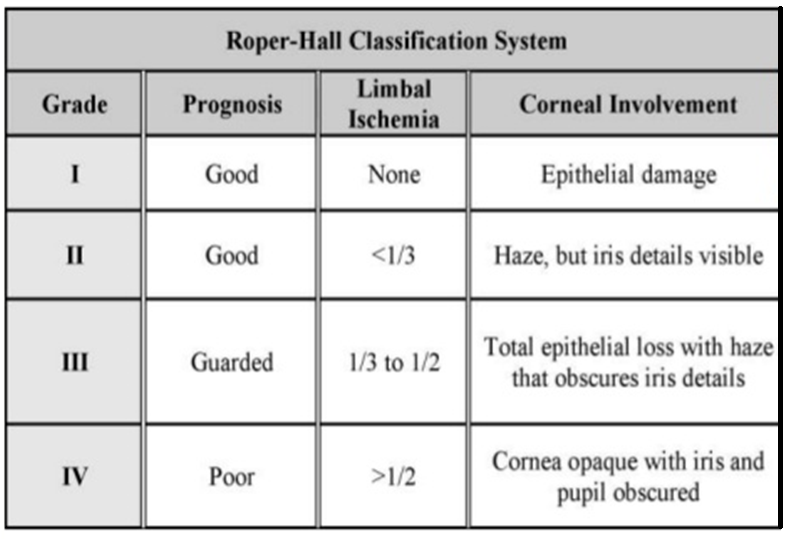 Roper-Hall Classification System
Grade Prognosis Limbal Ischemia Corneal Involvement
I Good None Epithelial damage
II Good <1/3 Haze, but iris details visible
III Guarded 1/3 to 1/2 Total epithelial loss with haze that obscures iris details
IV Poor >1/2 Cornea opaque with iris and pupil obscured